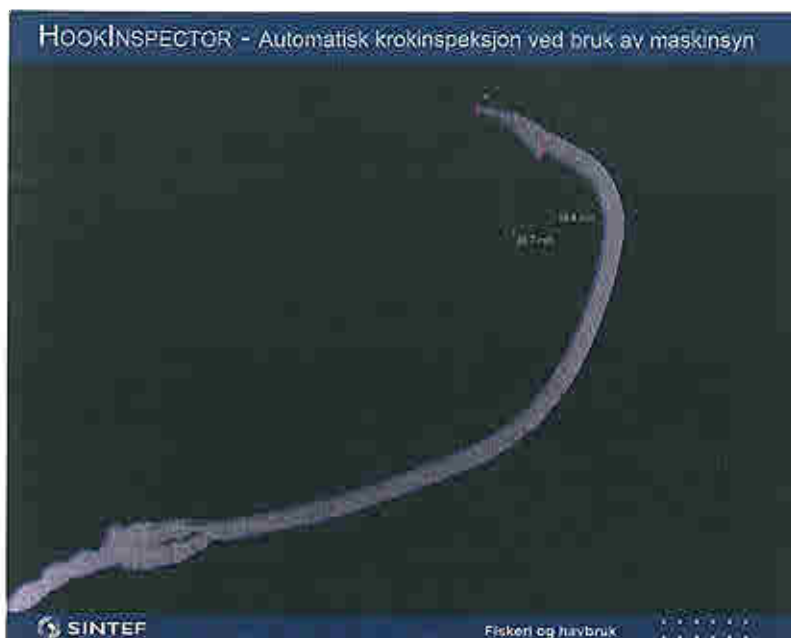 HOOKINSPECTOR - Automatisk krokinspeksjon ved bruk av maskinsyn
SINTEF
Fiskeri og havbruk